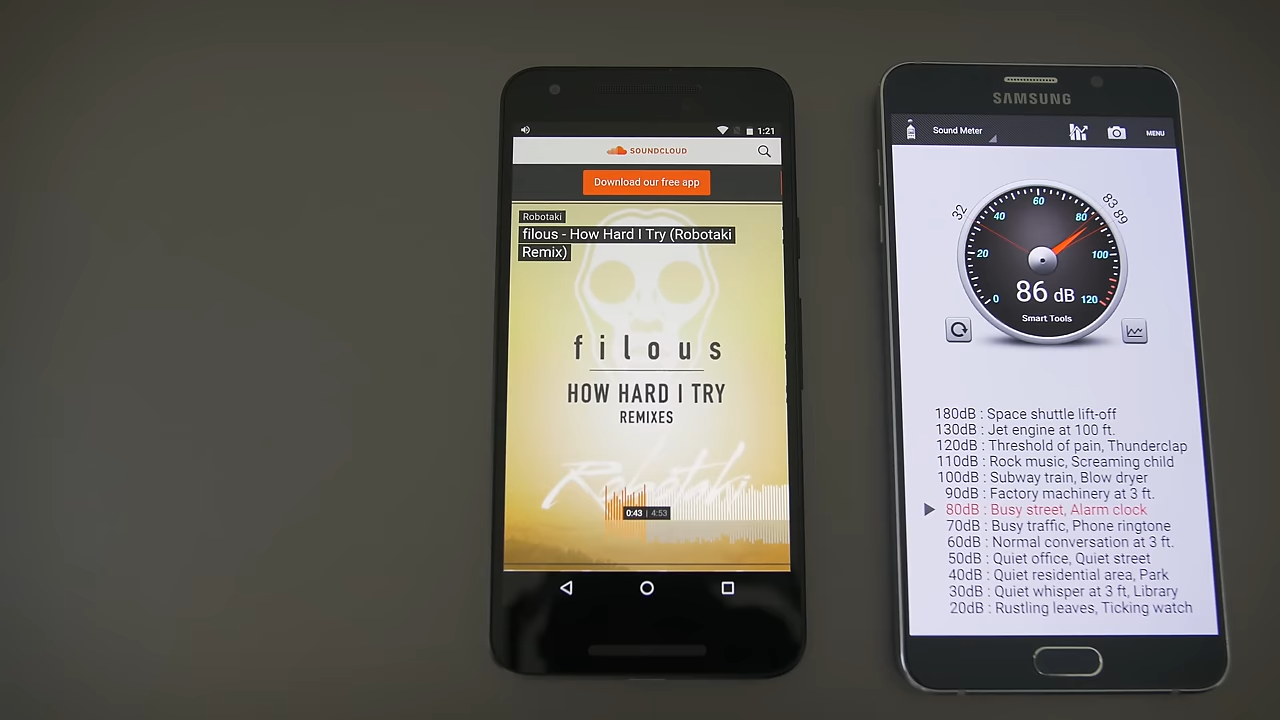 1:21
SOUNDCLOUD
Download our free app
Robotaki
filous - How Hard I Try (Robotaki
Remix)
filous
HOW HARD I TRY
REMIXES
Robotaki
0:43 | 4:53
SAMSUNG
Sound Meter
MENU
32
83 89
0
20
40
60
80
100
120
86 dB
Smart Tools
180dB : Space shuttle lift-off
130dB : Jet engine at 100 ft.
120dB : Threshold of pain, Thunderclap
110dB : Rock music, Screaming child
100dB : Subway train, Blow dryer
90dB : Factory machinery at 3 ft.
80dB : Busy street, Alarm clock
70dB : Busy traffic, Phone ringtone
60dB : Normal conversation at 3 ft.
50dB : Quiet office, Quiet street
40dB : Quiet residential area, Park
30dB : Quiet whisper at 3 ft, Library
20dB : Rustling leaves, Ticking watch